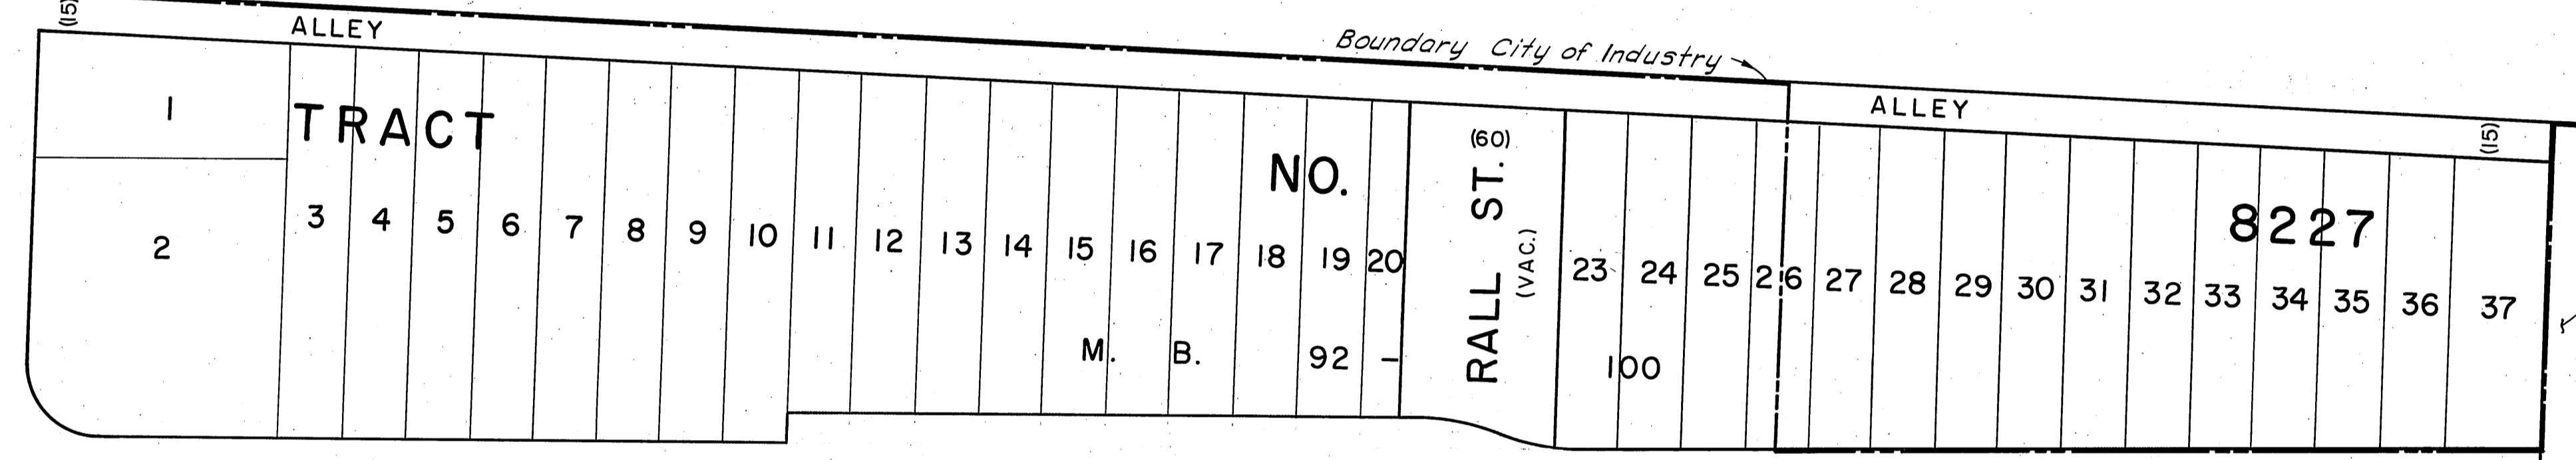 (15)
ALLEY
Boundary City of Industry
ALLEY
(15)
TRACT NO. 8227
1
2
3 4 5 6 7 8 9 10 11 12 13 14 15 16 17 18 19 20
RALL ST. (60)
(VAC.)
23 24 25 26 27 28 29 30 31 32 33 34 35 36 37
M. B. 92 - 100